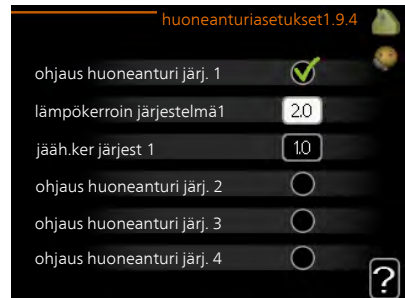 huoneanturiasetukset1.9.4
ohjaus huoneanturi järj. 1
lämpökerroin järjestelmä1 2.0
jääh.ker järjest 1 1.0
ohjaus huoneanturi järj. 2
ohjaus huoneanturi järj. 3
ohjaus huoneanturi järj. 4
?